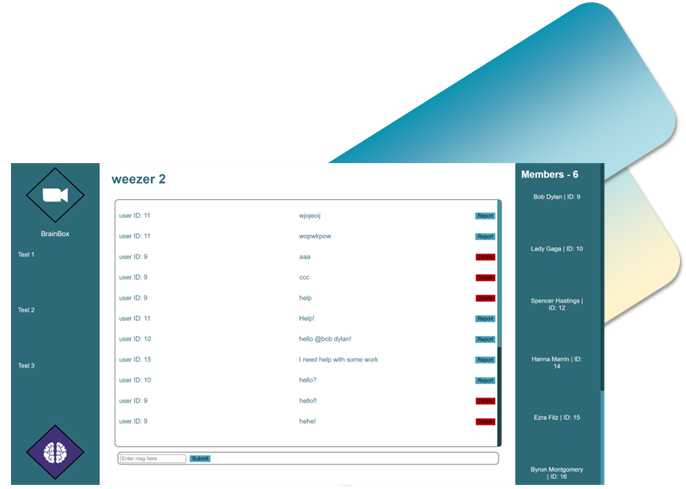 weezer 2
Members - 6
BrainBox
Test 1
Test 2
Test 3
user ID: 11 wjojeoj Report
user ID: 11 wopwkpow Report
user ID: 9 aaa Delete
user ID: 9 ccc Delete
user ID: 9 help Delete
user ID: 11 Help! Report
user ID: 10 hello @bob dylan! Report
user ID: 15 I need help with some work Report
user ID: 10 hello? Report
user ID: 9 hello!! Delete
user ID: 9 hehe! Delete
Enter msg here Submit
Bob Dylan | ID: 9
Lady Gaga | ID: 10
Spencer Hastings |
ID: 12
Hanna Marrin | ID:
14
Ezra Fitz | ID: 15
Byron Montgomery
| ID: 16